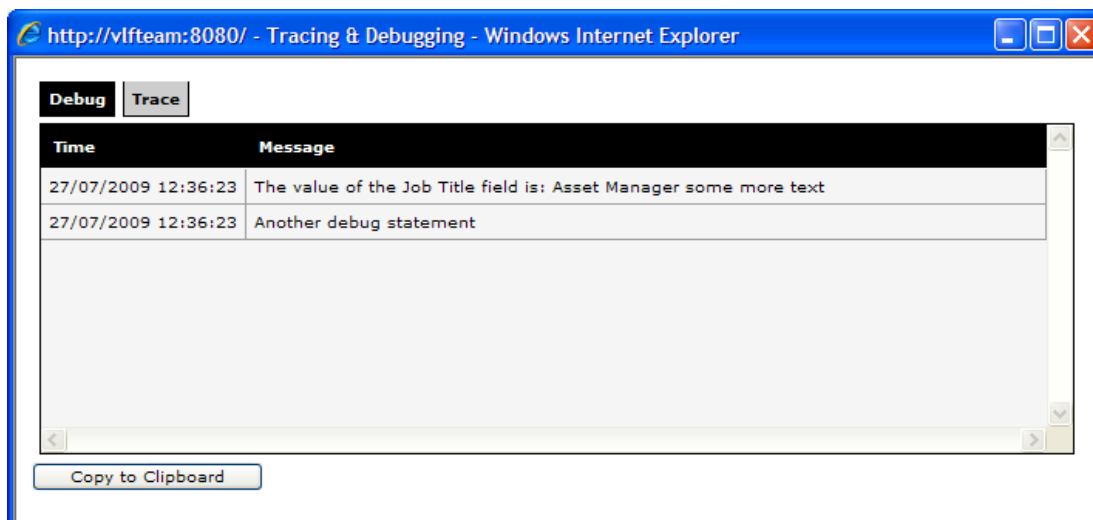 http://vlfteam:8080/ - Tracing & Debugging - Windows Internet Explorer
Debug Trace
Time Message
27/07/2009 12:36:23 The value of the Job Title field is: Asset Manager some more text
27/07/2009 12:36:23 Another debug statement
Copy to Clipboard